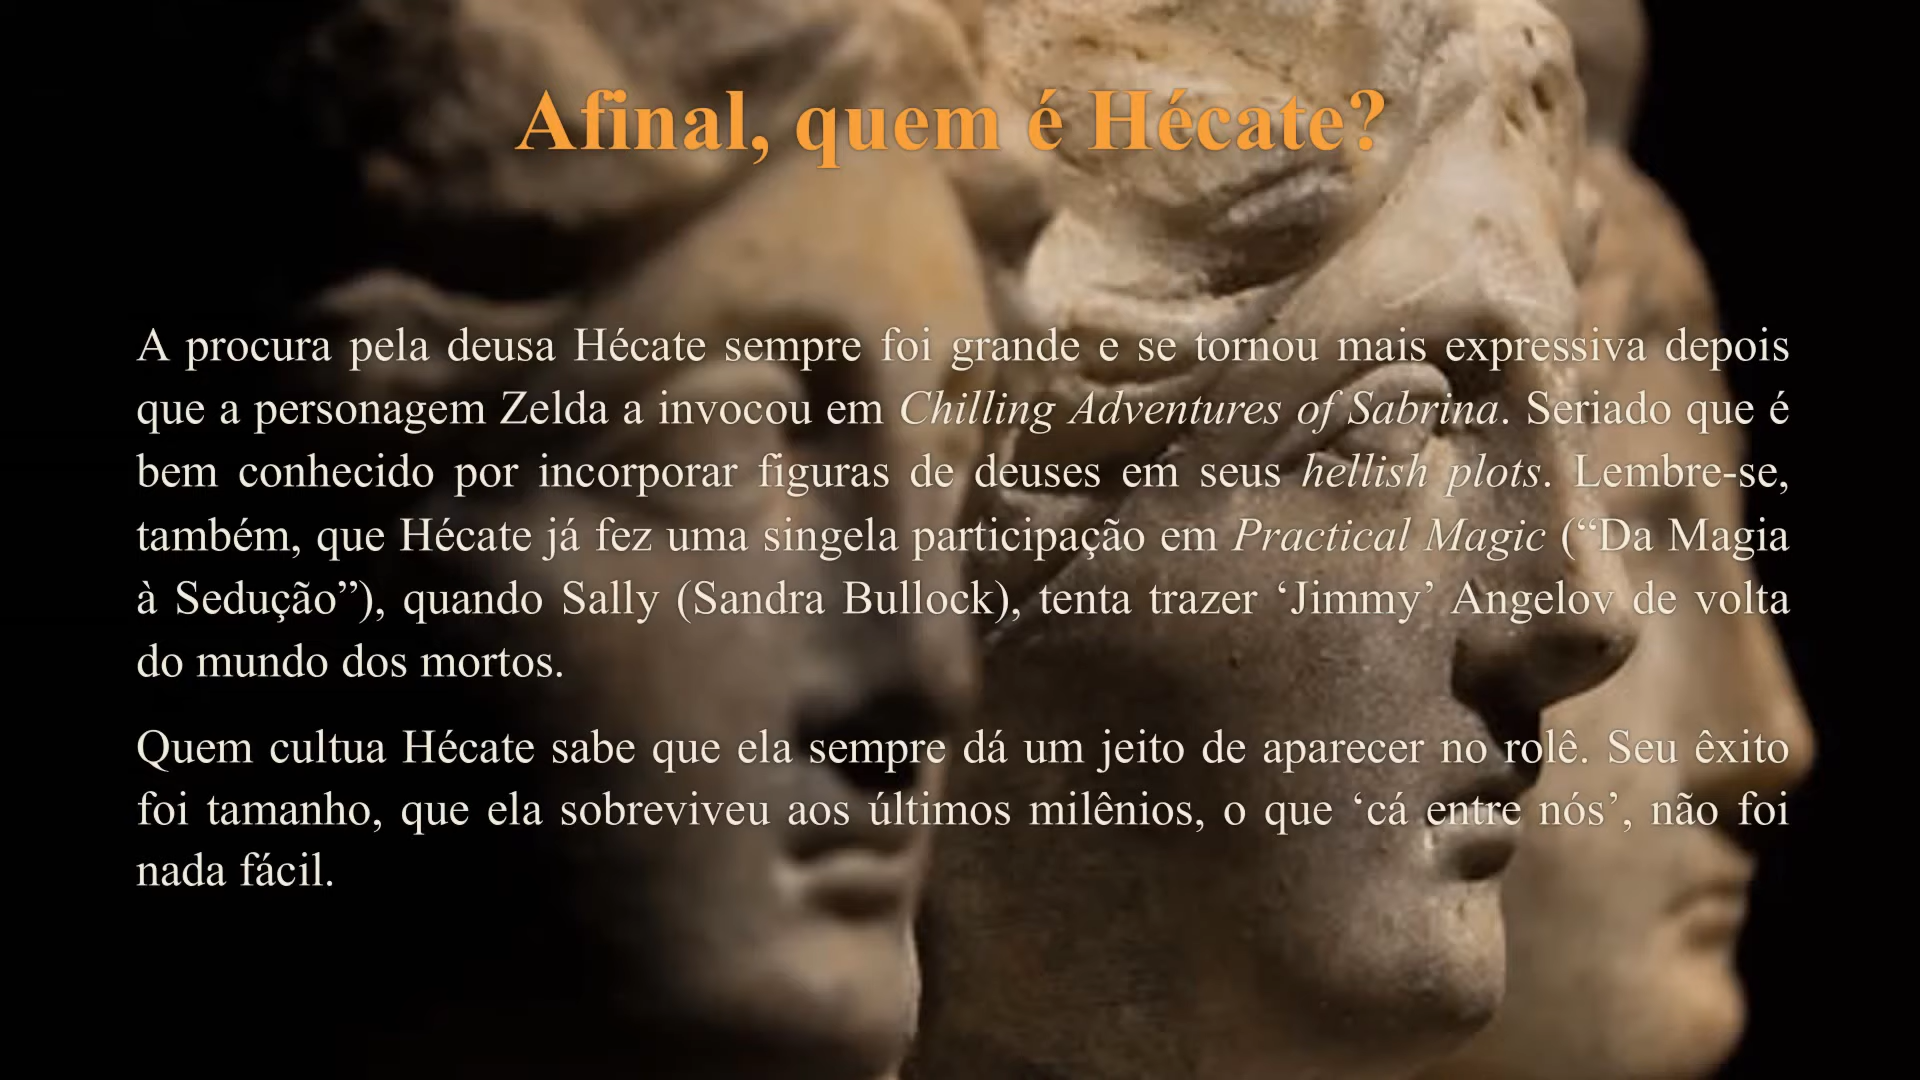 Afinal, quem é Hécate?
A procura pela deusa Hécate sempre foi grande e se tornou mais expressiva depois
que a personagem Zelda a invocou em Chilling Adventures of Sabrina. Seriado que é
bem conhecido por incorporar figuras de deuses em seus hellish plots. Lembre-se,
também, que Hécate já fez uma singela participação em Practical Magic (“Da Magia
à Sedução”), quando Sally (Sandra Bullock), tenta trazer ‘Jimmy’ Angelov de volta
do mundo dos mortos.
Quem cultua Hécate sabe que ela sempre dá um jeito de aparecer no rolê. Seu êxito
foi tamanho, que ela sobreviveu aos últimos milênios, o que ‘cá entre nós’, não foi
nada fácil.